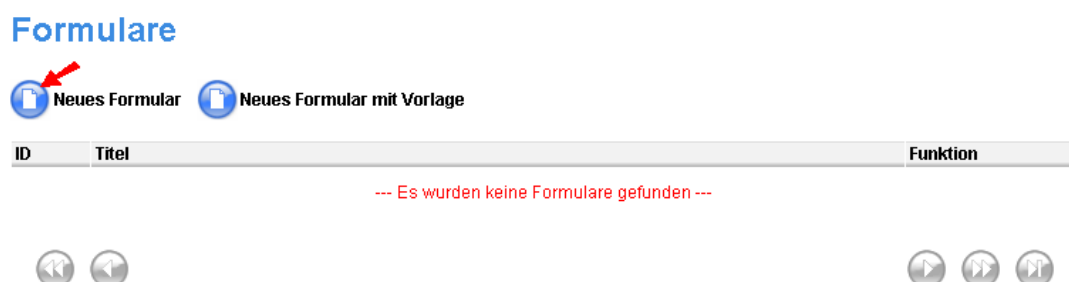 Formulare
Neues Formular Neues Formular mit Vorlage
ID Titel Funktion
--- Es wurden keine Formulare gefunden ---